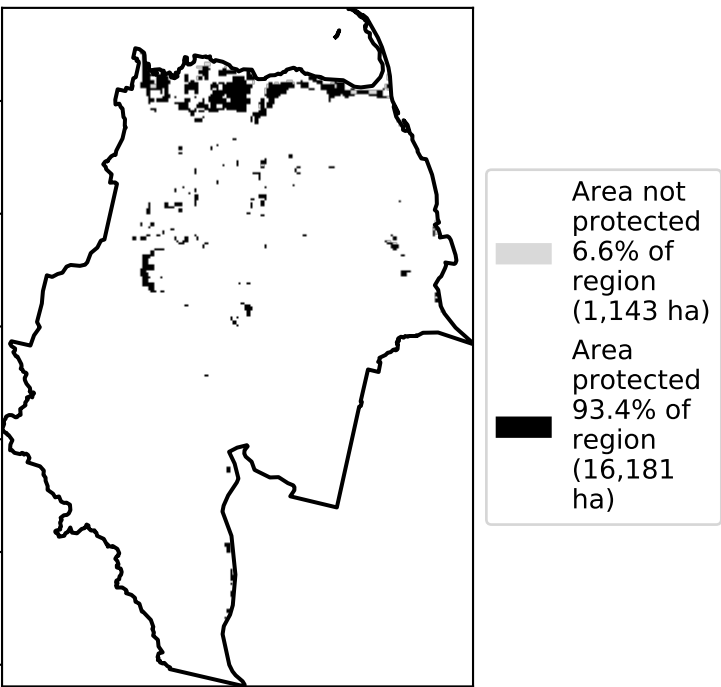 Area not
protected
6.6% of
region
(1,143 ha)
Area
protected
93.4% of
region
(16,181
ha)